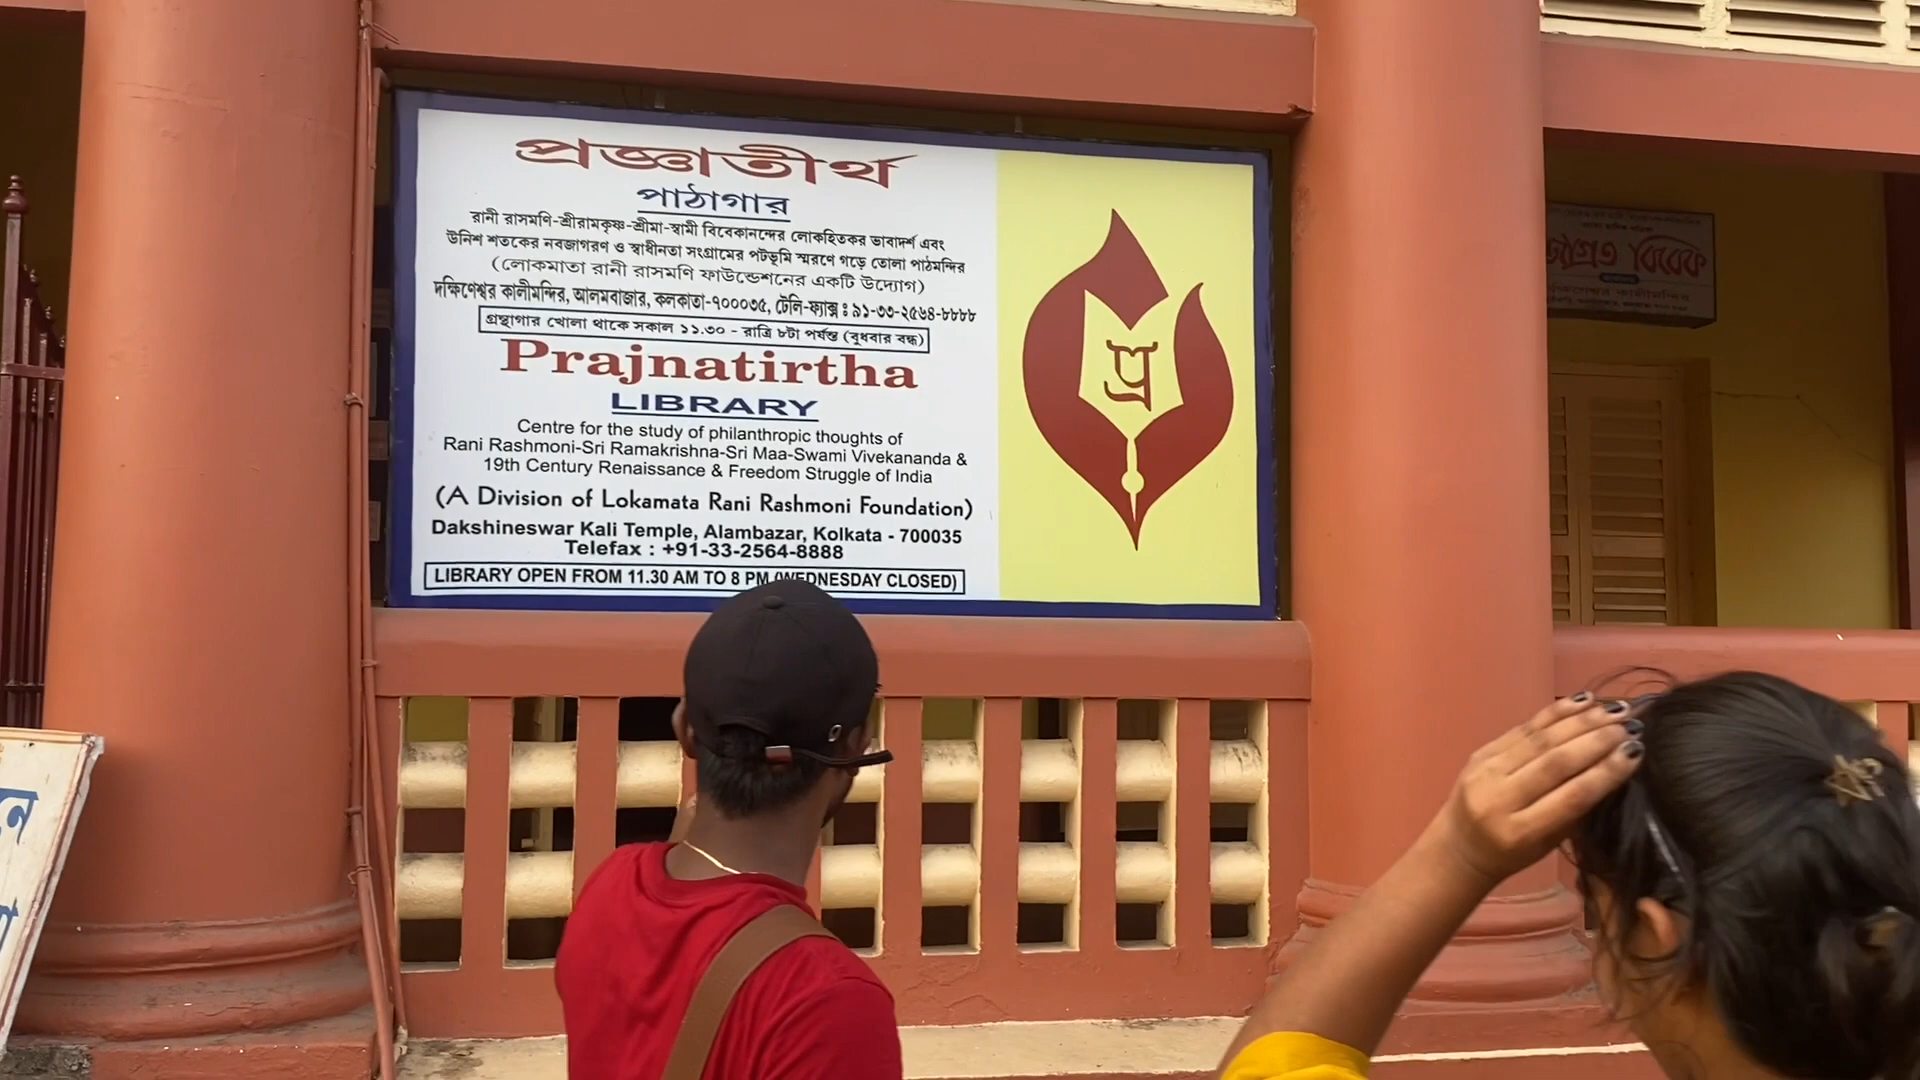 প্রজ্ঞাতীর্থ
পাঠাগার
রানী রাসমণি-শ্রীরামকৃষ্ণ-শ্রীমা-স্বামী বিবেকানন্দের লোকহিতকর ভাবাদর্শ এবং
উনিশ শতকের নবজাগরণ ও স্বাধীনতা সংগ্রামের পটভূমি স্মরণে গড়ে তোলা পাঠমন্দির
(লোকমাতা রানী রাসমণি ফাউন্ডেশনের একটি উদ্যোগ)
দক্ষিণেশ্বর কালীমন্দির, আলমবাজার, কলকাতা-৭০০০৩৫, টেলি-ফ্যাক্স : ৯১-৩৩-২৫৬৪-৮৮৮৮
গ্রন্থাগার খোলা থাকে সকাল ১১.৩০ - রাত্রি ৮টা পর্যন্ত (বুধবার বন্ধ)
Prajnatirtha
LIBRARY
Centre for the study of philanthropic thoughts of
Rani Rashmoni-Sri Ramakrishna-Sri Maa-Swami Vivekananda &
19th Century Renaissance & Freedom Struggle of India
(A Division of Lokamata Rani Rashmoni Foundation)
Dakshineswar Kali Temple, Alambazar, Kolkata - 700035
Telefax : +91-33-2564-8888
LIBRARY OPEN FROM 11.30 AM TO 8 PM (WEDNESDAY CLOSED)
প্র
জাগ্রত বিবেক
দক্ষিণেশ্বর কালীমন্দির